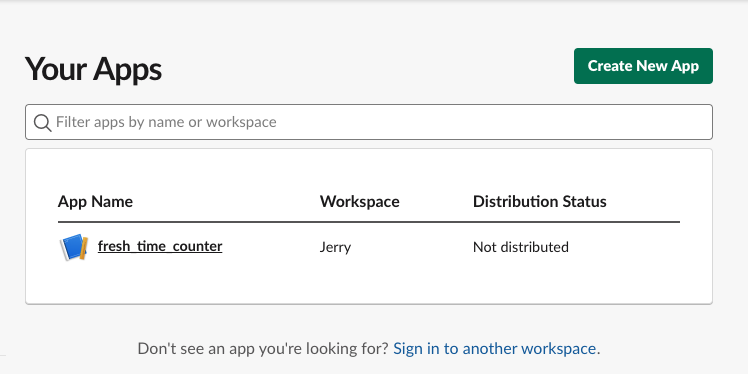 Your Apps
Create New App
Filter apps by name or workspace
App Name Workspace Distribution Status
fresh_time_counter Jerry Not distributed
Don't see an app you're looking for? Sign in to another workspace.